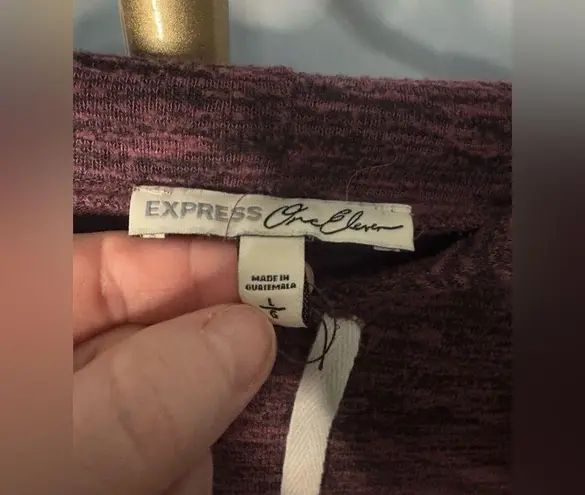 EXPRESS One Eleven
MADE IN
GUATEMALA
L
G